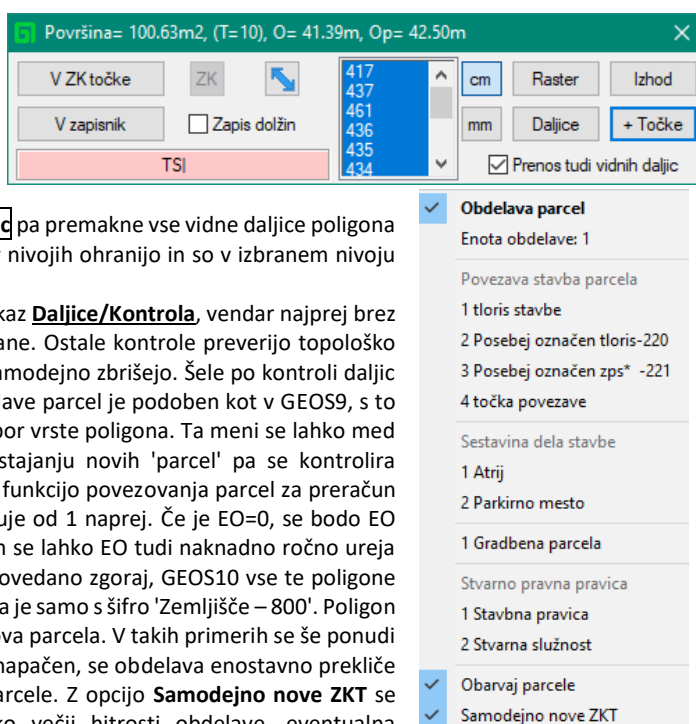 Površina= 100.63m2, (T=10), O= 41.39m, Op= 42.50m
V ZK točke
ZK
417
437
461
436
435
434
cm
Raster
Izhod
V zapisnik
Zapis dolžin
mm
Daljice
+ Točke
TS
Prenos tudi vidnih daljic
c pa premakne vse vidne daljice poligona
nivojih ohranijo in so v izbranem nivoju
kaz Daljice/Kontrola, vendar najprej brez
ane. Ostale kontrole preverijo topološko
amodejno zbrišejo. Šele po kontroli daljic
ave parcel je podoben kot v GEOS9, s to
bor vrste poligona. Ta meni se lahko med
stajanju novih 'parcel' pa se kontrolira
funkcijo povezovanja parcel za preračun
uje od 1 naprej. Če je EO=0, se bodo EO
n se lahko EO tudi naknadno ročno ureja
ovedano zgoraj, GEOS10 vse te poligone
a je samo s šifro 'Zemljišče – 800'. Poligon
ova parcela. V takih primerih se še ponudi
napačen, se obdelava enostavno prekliče
arcele. Z opcijo Samodejno nove ZKT se
večji hitrosti obdelave, eventualna
Obdelava parcel
Enota obdelave: 1
Povezava stavba parcela
1 tloris stavbe
2 Posebej označen tloris-220
3 Posebej označen zps* -221
4 točka povezave
Sestavina dela stavbe
1 Atrij
2 Parkirno mesto
1 Gradbena parcela
Stvarno pravna pravica
1 Stavbna pravica
2 Stvarna služnost
Obarvaj parcele
Samodejno nove ZKT